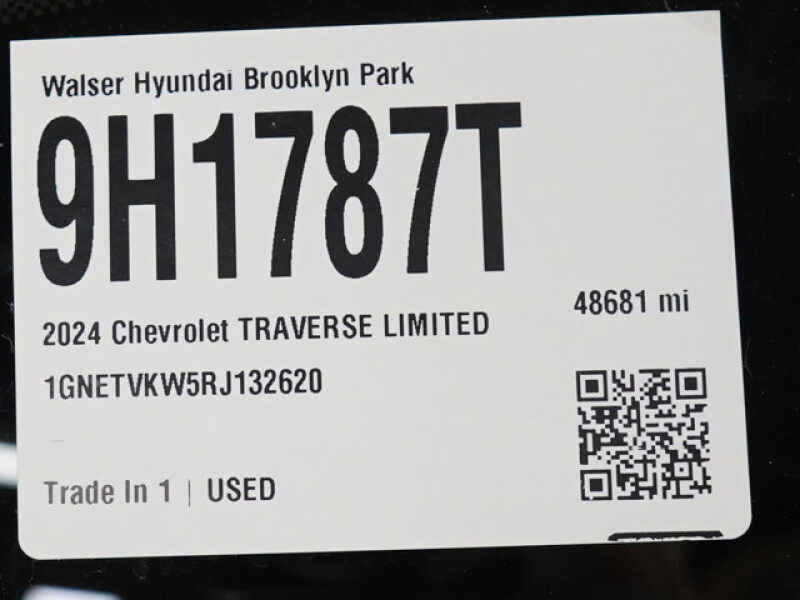 Walser Hyundai Brooklyn Park
9H1787T
48681 mi
2024 Chevrolet TRAVERSE LIMITED
1GNETVKW5RJ132620
Trade In 1 | USED